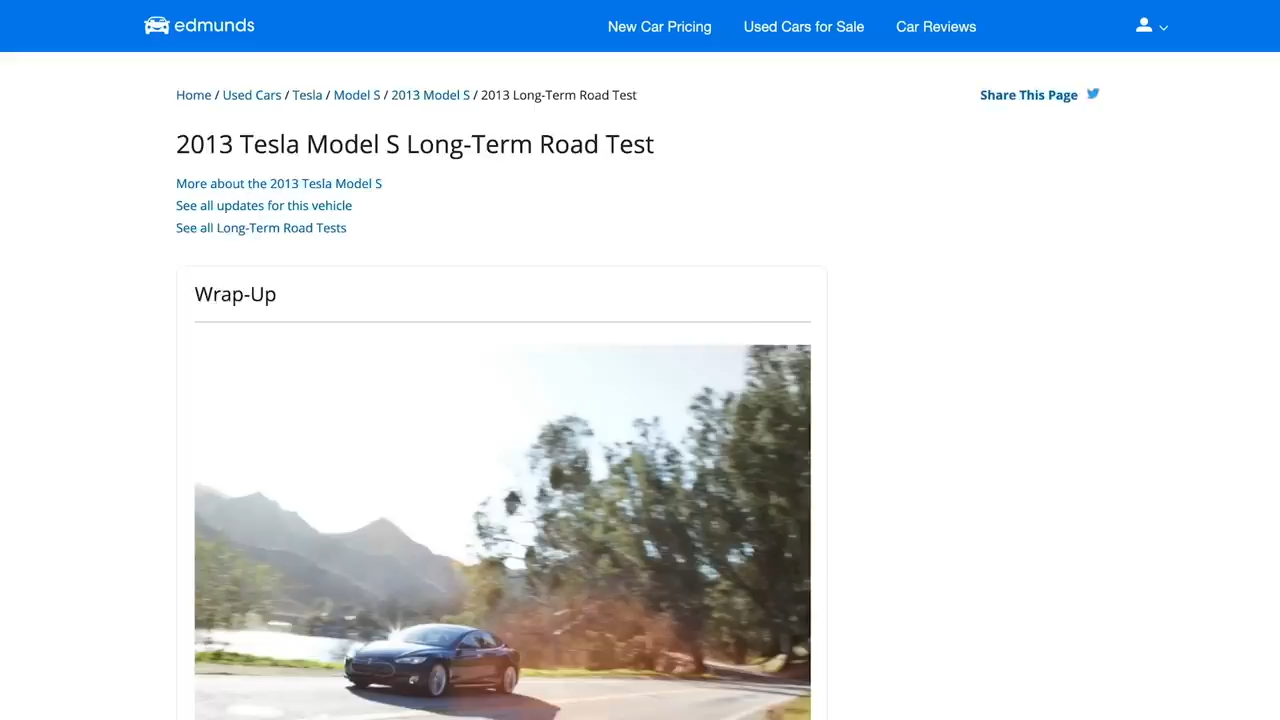 edmunds
New Car Pricing Used Cars for Sale Car Reviews
Home / Used Cars / Tesla / Model S / 2013 Model S / 2013 Long-Term Road Test
Share This Page
2013 Tesla Model S Long-Term Road Test
More about the 2013 Tesla Model S
See all updates for this vehicle
See all Long-Term Road Tests
Wrap-Up